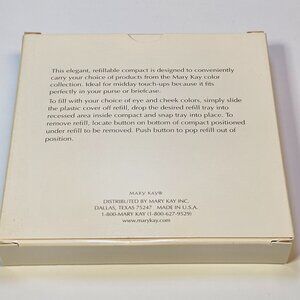 This elegant, refillable compact is designed to conveniently
carry your choice of products from the Mary Kay color
collection. Ideal for midday touch-ups because it fits
perfectly in your purse or briefcase.
To fill with your choice of eye and cheek colors, simply slide
the plastic cover off refill, drop the desired refill tray into
recessed area inside compact and snap tray into place. To
remove refill, locate button on bottom of compact positioned
under refill to be removed. Push button to pop refill out of
position.
MARY KAY®
DISTRIBUTED BY MARY KAY INC.
DALLAS, TEXAS 75247 MADE IN U.S.A.
1-800-MARY KAY (1-800-627-9529)
www.marykay.com